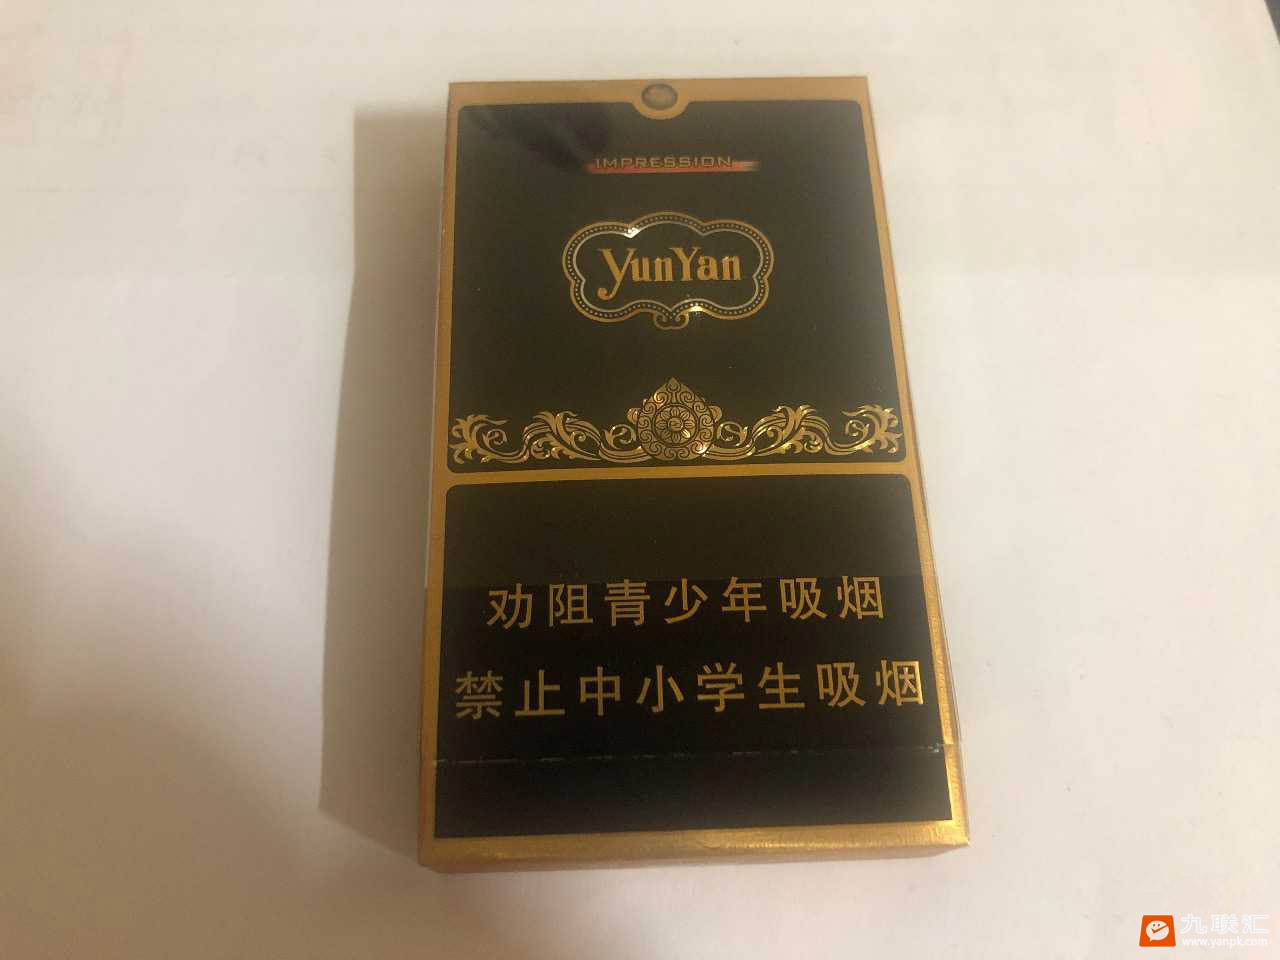 IMPRESSION
YunYan
劝阻青少年吸烟
禁止中小学生吸烟
九联汇
www.yanpk.com